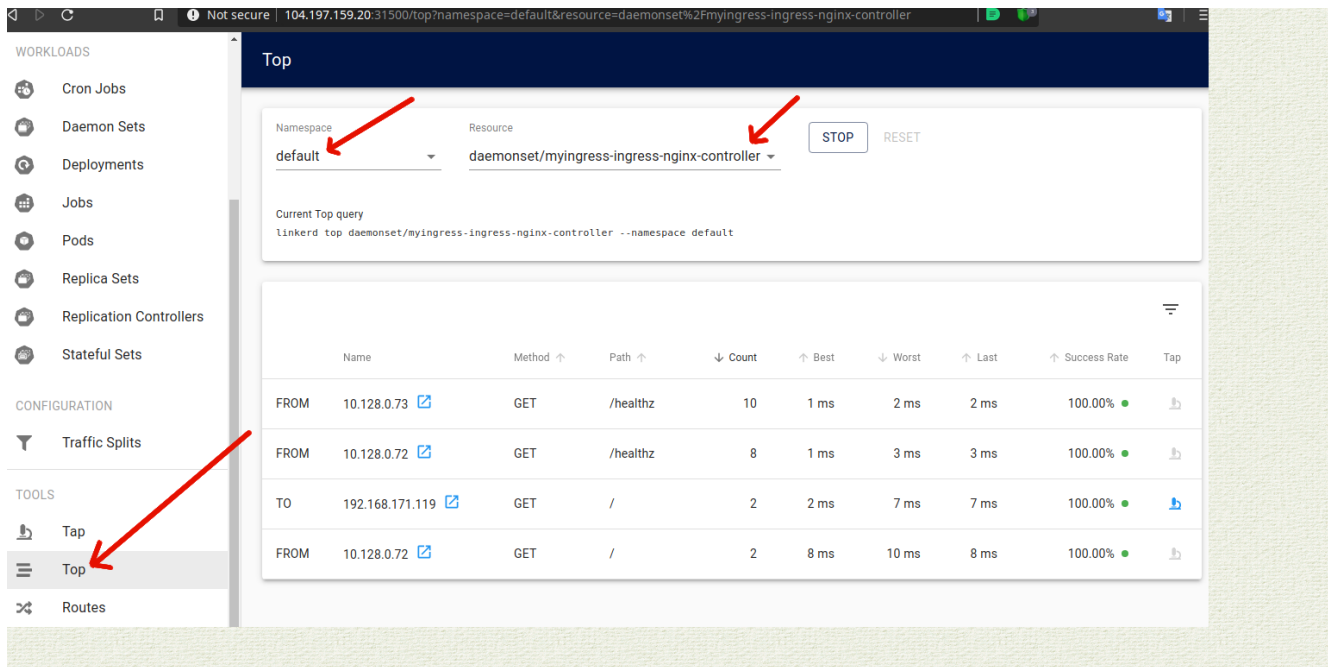 Not secure 104.197.159.20:31500/top?namespace=default&resource=daemonset%2Fmyingress-ingress-nginx-controller
WORKLOADS
Cron Jobs
Daemon Sets
Deployments
Jobs
Pods
Replica Sets
Replication Controllers
Stateful Sets
CONFIGURATION
Traffic Splits
TOOLS
Tap
Top
Routes
Top
Namespace Resource
default daemonset/myingress-ingress-nginx-controller STOP RESET
Current Top query
linkerd top daemonset/myingress-ingress-nginx-controller --namespace default
Name Method Path Count Best Worst Last Success Rate Tap
FROM 10.128.0.73 GET /healthz 10 1 ms 2 ms 2 ms 100.00%
FROM 10.128.0.72 GET /healthz 8 1 ms 3 ms 3 ms 100.00%
TO 192.168.171.119 GET / 2 2 ms 7 ms 7 ms 100.00%
FROM 10.128.0.72 GET / 2 8 ms 10 ms 8 ms 100.00%